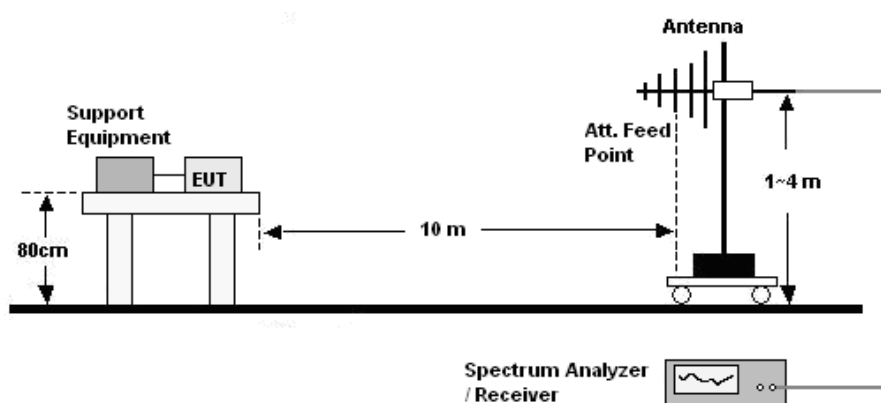 Antenna
Support
Equipment
EUT
Att. Feed
Point
1~4 m
10 m
80cm
Spectrum Analyzer
/ Receiver